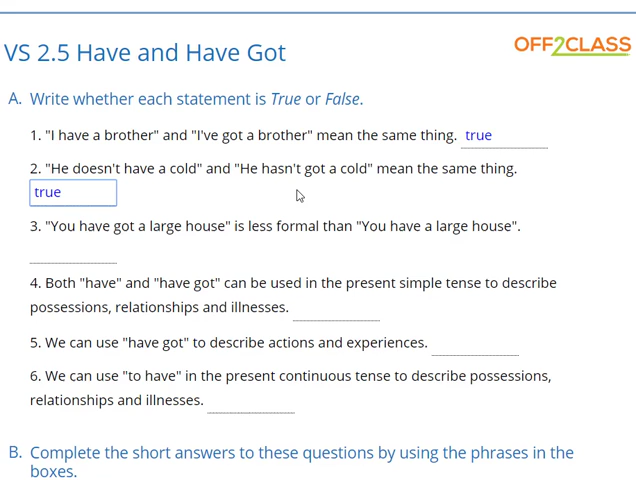 OFF2CLASS
VS 2.5 Have and Have Got
A. Write whether each statement is True or False.
1. "I have a brother" and "I've got a brother" mean the same thing. true
2. "He doesn't have a cold" and "He hasn't got a cold" mean the same thing.
true
3. "You have got a large house" is less formal than "You have a large house".
4. Both "have" and "have got" can be used in the present simple tense to describe
possessions, relationships and illnesses.
5. We can use "have got" to describe actions and experiences.
6. We can use "to have" in the present continuous tense to describe possessions,
relationships and illnesses.
B. Complete the short answers to these questions by using the phrases in the
boxes.